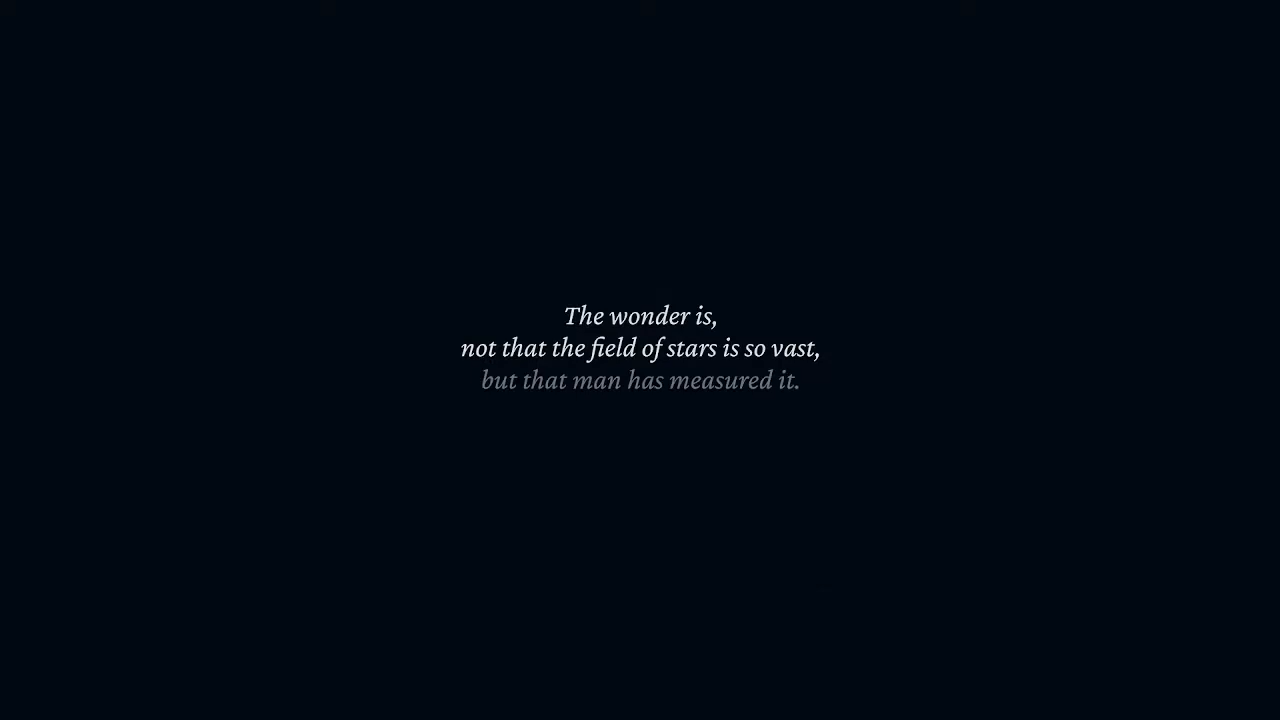 The wonder is,
not that the field of stars is so vast,
but that man has measured it.